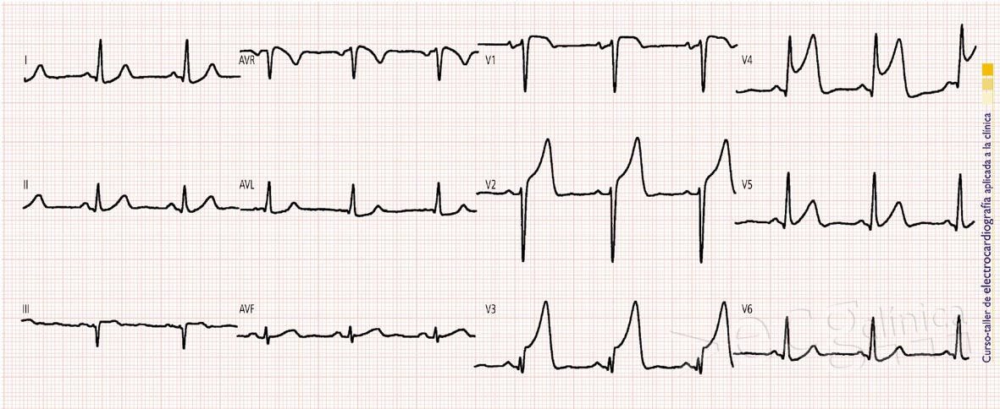 I
AVR
V1
V4
II
AVL
V2
V5
III
AVF
V3
V6
Curso-taller de electrocardiografía aplicada a la clínica